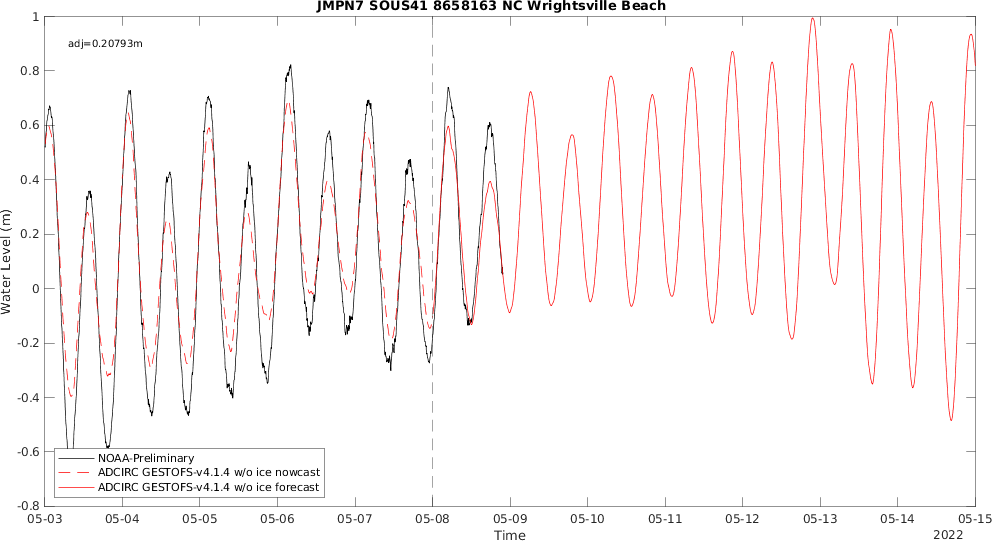 JMPN7 SOUS41 8658163 NC Wrightsville Beach
adj=0.20793m
1
0.8
0.6
0.4
0.2
0
-0.2
-0.4
-0.6
-0.8
Water Level (m)
NOAA-Preliminary
ADCIRC GESTOFS-v4.1.4 w/o ice nowcast
ADCIRC GESTOFS-v4.1.4 w/o ice forecast
05-03 05-04 05-05 05-06 05-07 05-08 05-09 05-10 05-11 05-12 05-13 05-14 05-15
Time
2022